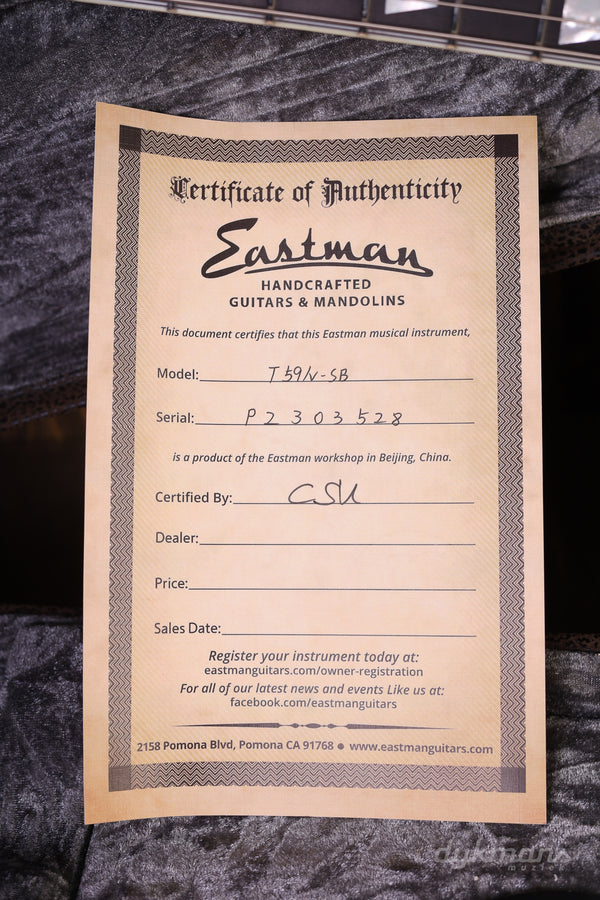 Certificate of Authenticity
Eastman
HANDCRAFTED
GUITARS & MANDOLINS
This document certifies that this Eastman musical instrument,
Model: T59/v-SB
Serial: P2303528
is a product of the Eastman workshop in Beijing, China.
Certified By:
Dealer:
Price:
Sales Date:
Register your instrument today at:
eastmanguitars.com/owner-registration
For all of our latest news and events Like us at:
facebook.com/eastmanguitars
2158 Pomona Blvd, Pomona CA 91768 ● www.eastmanguitars.com
dijkmans
muziek